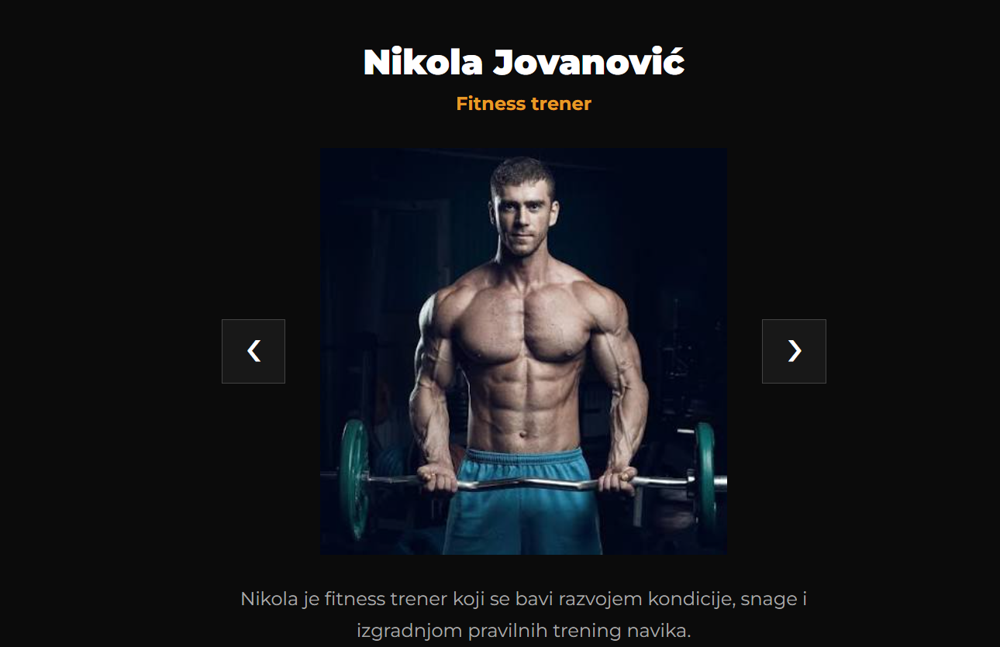 Nikola Jovanović
Fitness trener
Nikola je fitness trener koji se bavi razvojem kondicije, snage i
izgradnjom pravilnih trening navika.